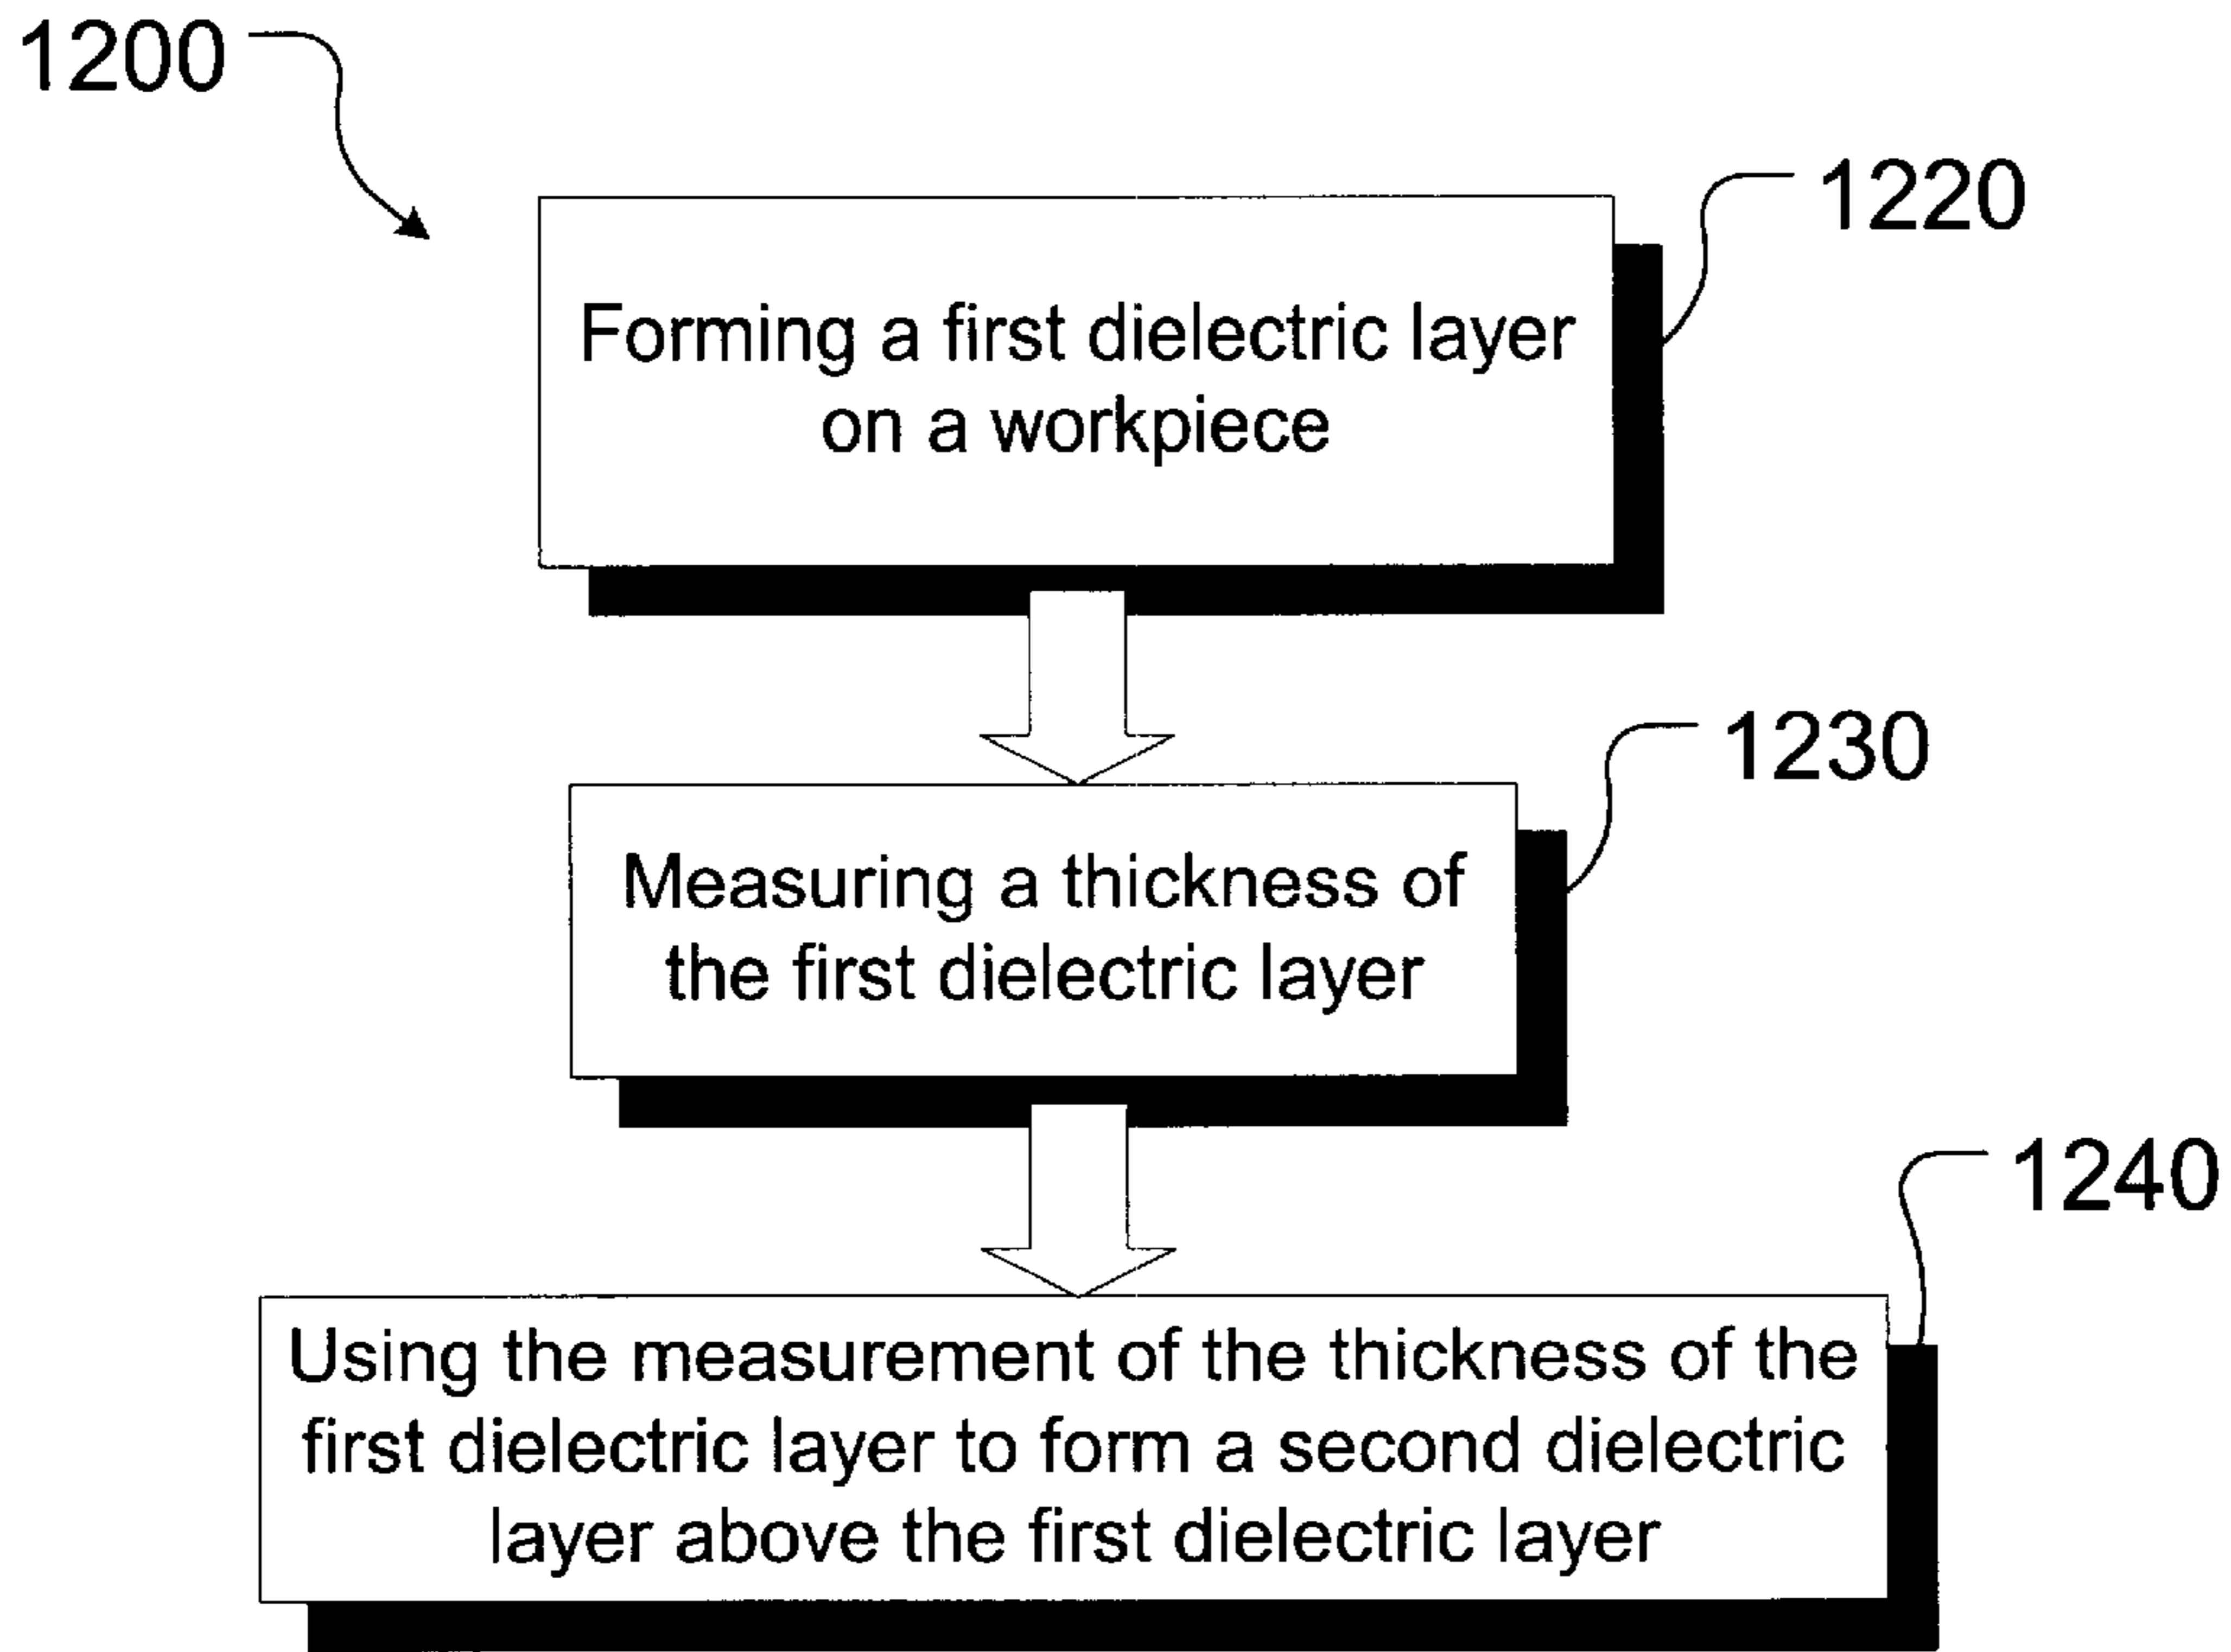 1200
1220
Forming a first dielectric layer
on a workpiece
1230
Measuring a thickness of
the first dielectric layer
1240
Using the measurement of the thickness of the
first dielectric layer to form a second dielectric
layer above the first dielectric layer